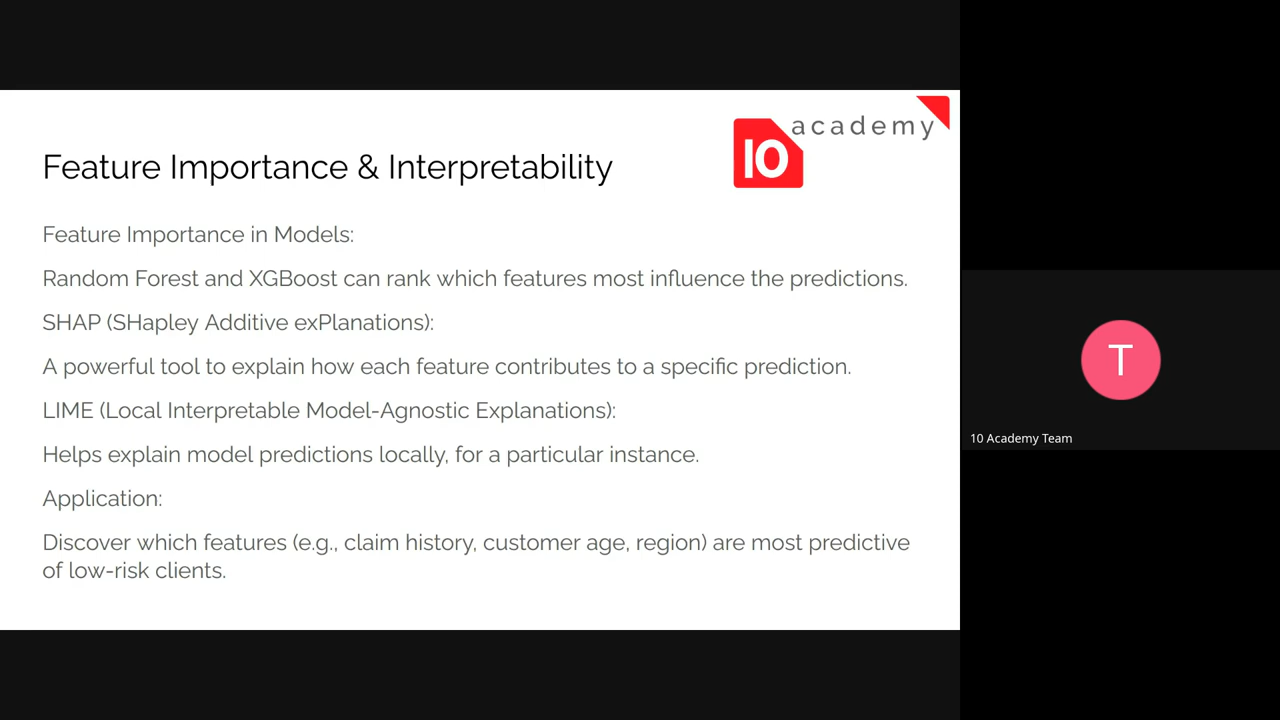 academy
10
Feature Importance & Interpretability
Feature Importance in Models:
Random Forest and XGBoost can rank which features most influence the predictions.
SHAP (SHapley Additive exPlanations):
A powerful tool to explain how each feature contributes to a specific prediction.
LIME (Local Interpretable Model-Agnostic Explanations):
Helps explain model predictions locally, for a particular instance.
Application:
Discover which features (e.g., claim history, customer age, region) are most predictive
of low-risk clients.
T
10 Academy Team